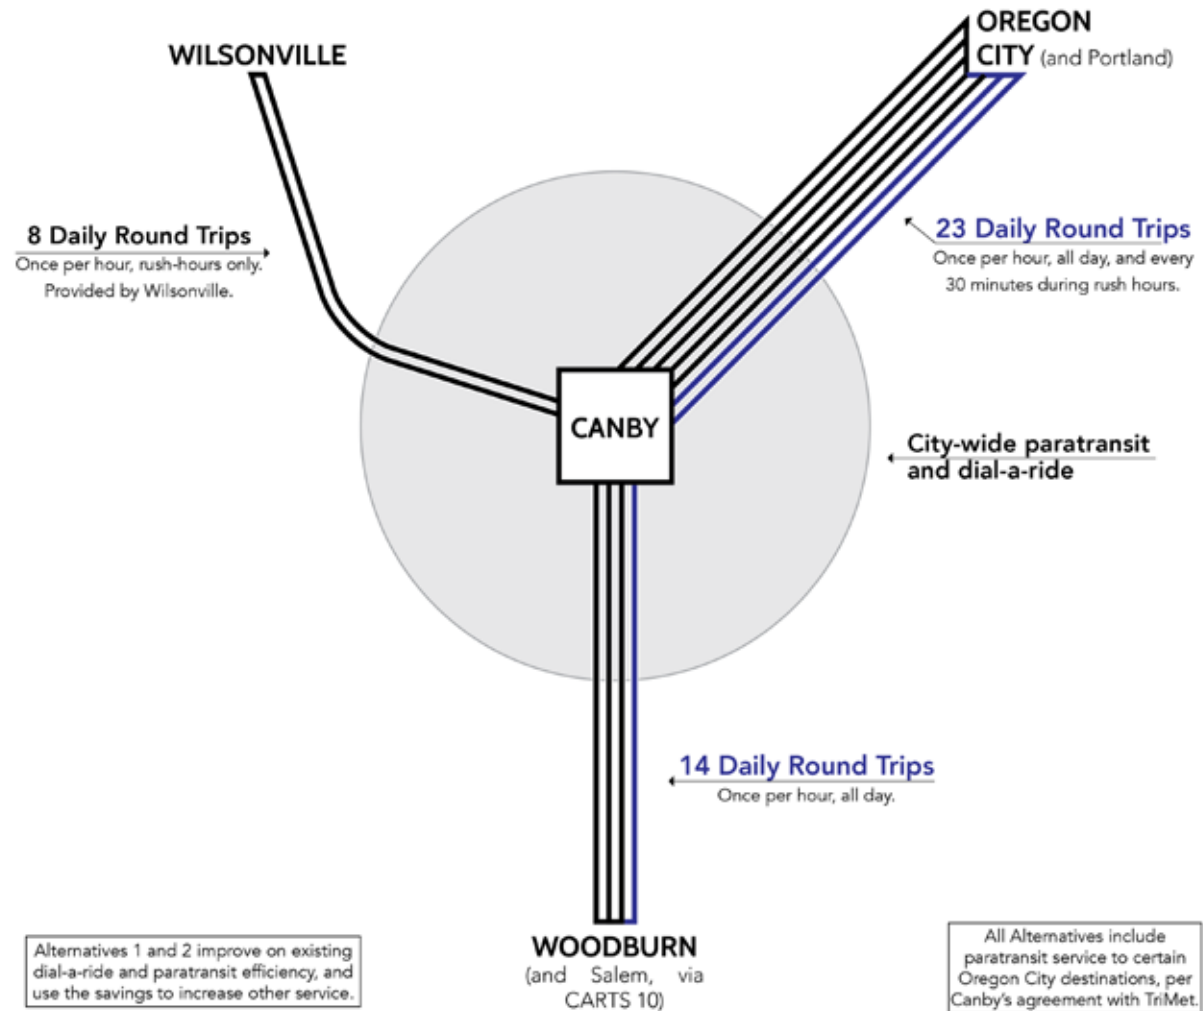 WILSONVILLE
OREGON
CITY (and Portland)
8 Daily Round Trips
Once per hour, rush-hours only.
Provided by Wilsonville.
23 Daily Round Trips
Once per hour, all day, and every
30 minutes during rush hours.
CANBY
City-wide paratransit
and dial-a-ride
14 Daily Round Trips
Once per hour, all day.
WOODBURN
(and Salem, via
CARTS 10)
Alternatives 1 and 2 improve on existing
dial-a-ride and paratransit efficiency, and
use the savings to increase other service.
All Alternatives include
paratransit service to certain
Oregon City destinations, per
Canby's agreement with TriMet.